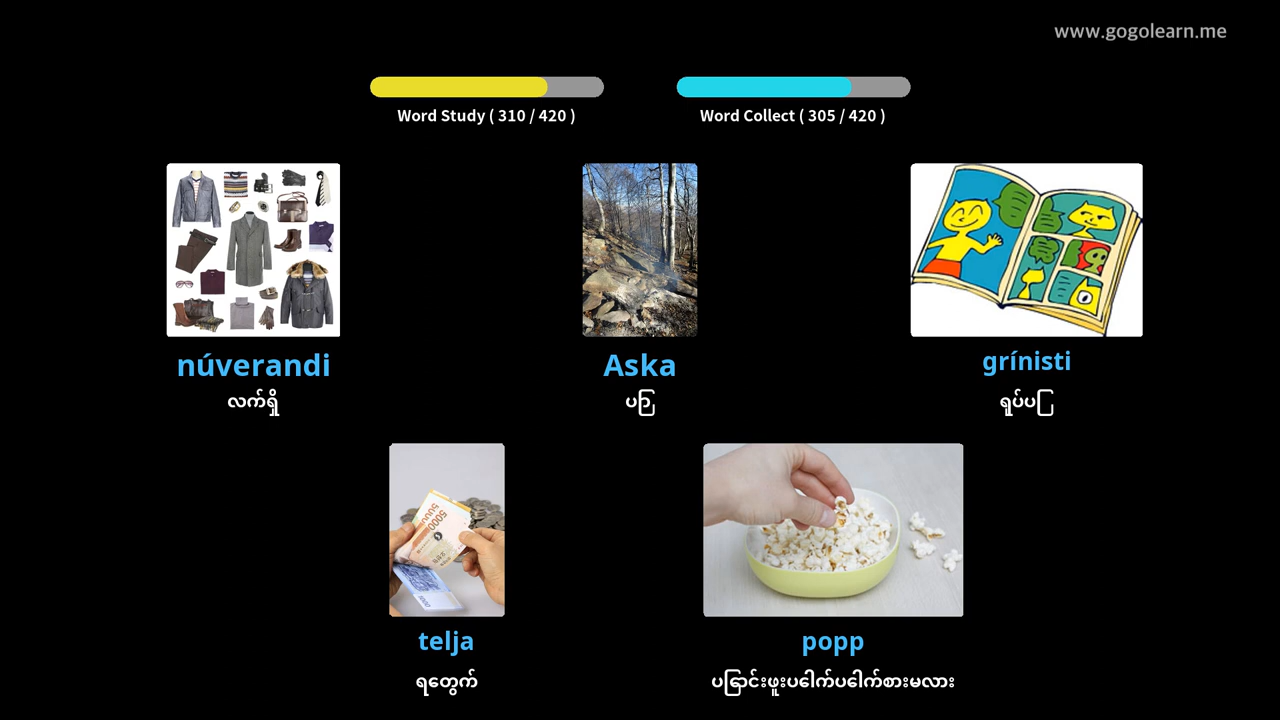 www.gogolearn.me
Word Study ( 310 / 420 )
Word Collect ( 305 / 420 )
núverandi
Aska
grínisti
လက်ရှိ
ပြာ
ရုပ်ပြ
telja
popp
ရေတွက်
ပြောင်းဖူးပေါက်ပေါက်စားမလား